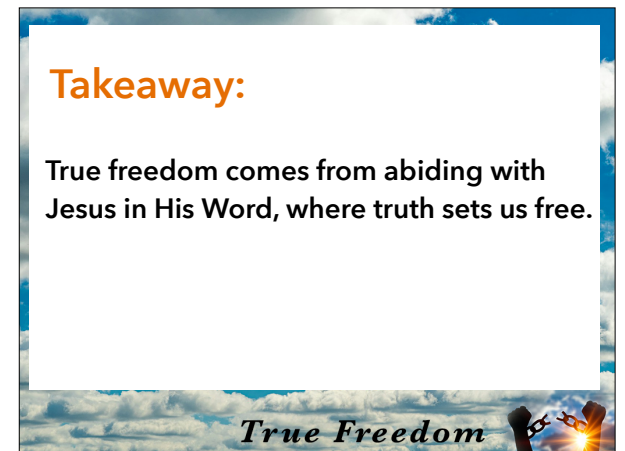 Takeaway:
True freedom comes from abiding with
Jesus in His Word, where truth sets us free.
True Freedom